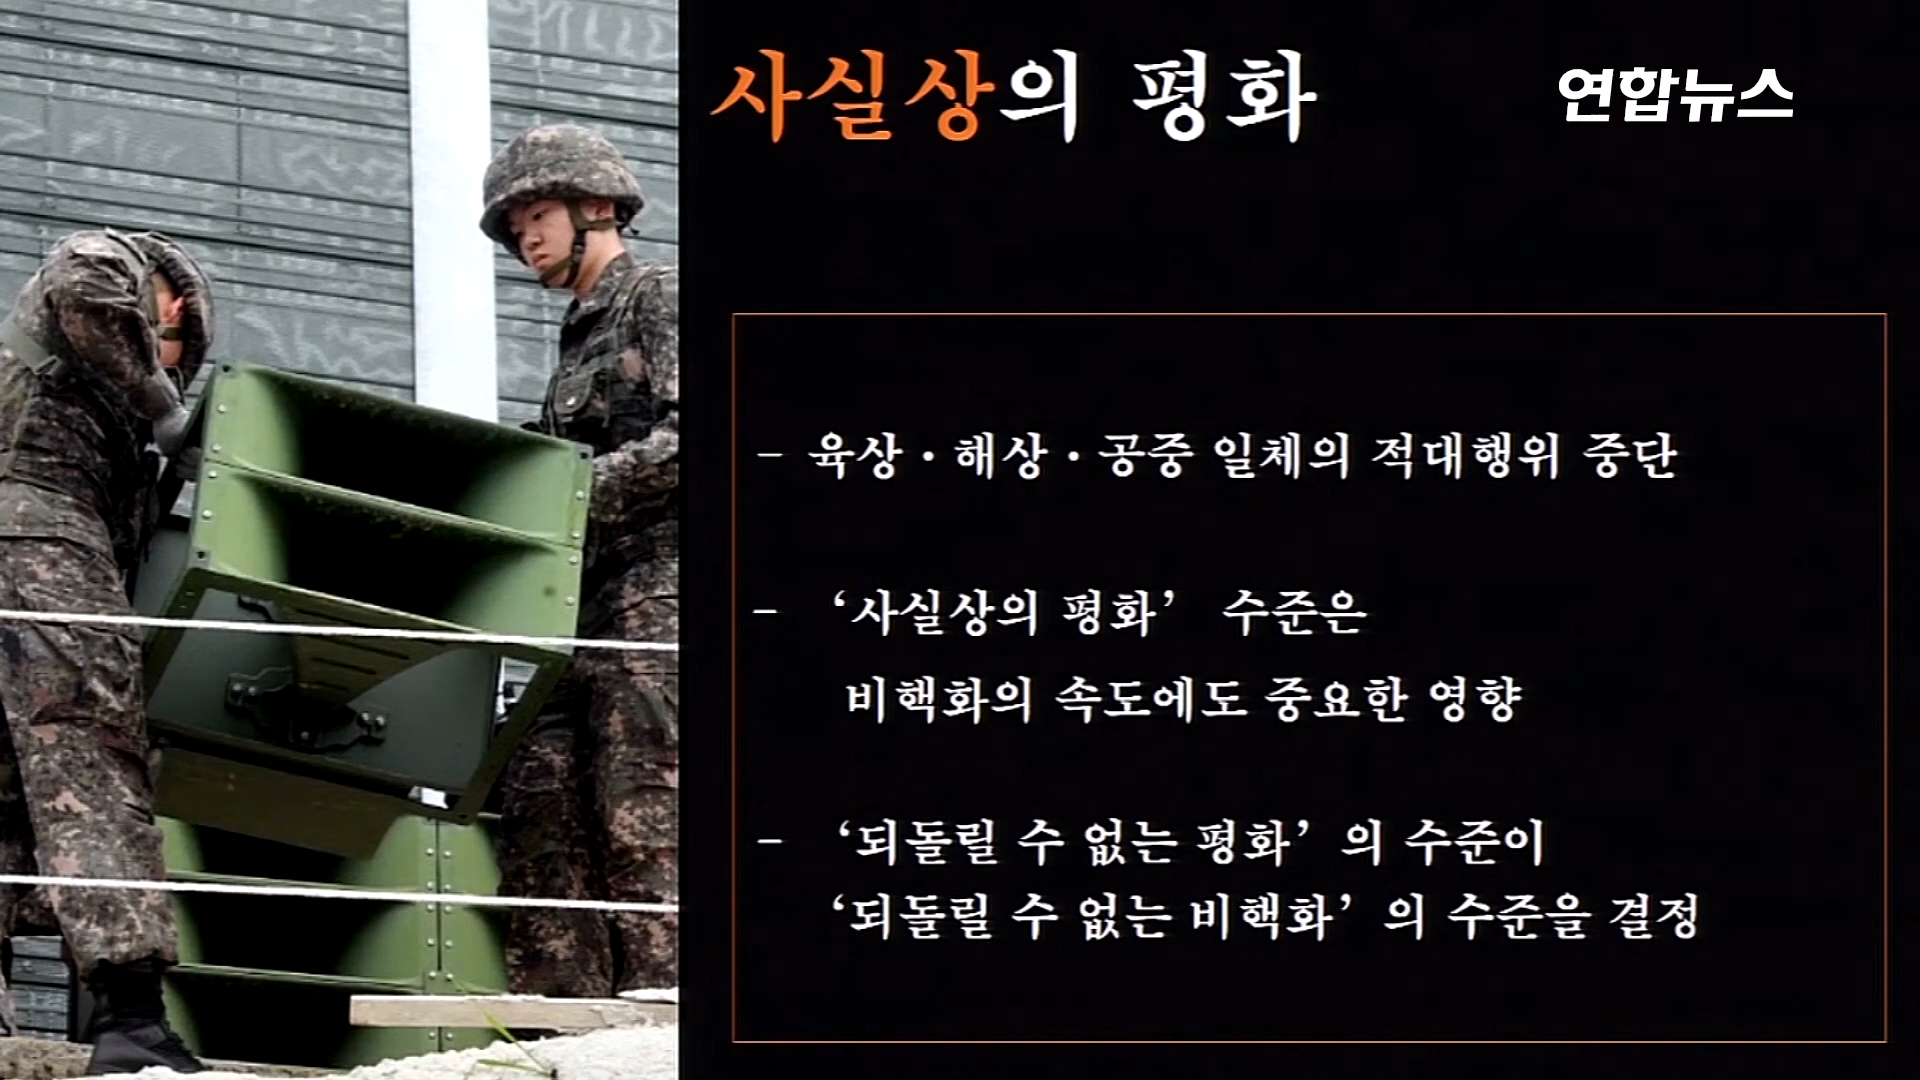 사실상의 평화
연합뉴스
- 육상·해상·공중 일체의 적대행위 중단
- ‘사실상의 평화’ 수준은
비핵화의 속도에도 중요한 영향
- ‘되돌릴 수 없는 평화’의 수준이
‘되돌릴 수 없는 비핵화’의 수준을 결정